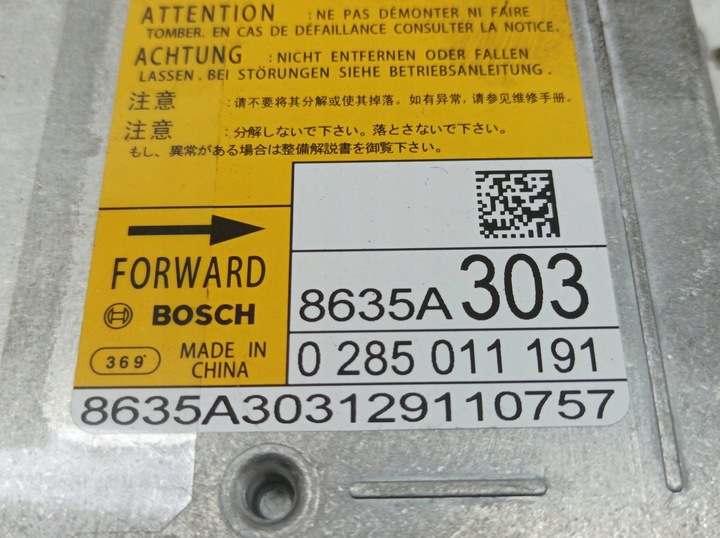 ATTENTION : NE PAS DÉMONTER NI FAIRE
TOMBER. EN CAS DE DÉFAILLANCE CONSULTER LA NOTICE.
ACHTUNG : NICHT ENTFERNEN ODER FALLEN
LASSEN. BEI STÖRUNGEN SIEHE BETRIEBSANLEITUNG.
注意 : 请不要将其分解或使其掉落。如有异常,请参见维修手册.
注意 : 分解しないで下さい。落とさないで下さい。
もし、異常がある場合は整備解説書を御覧下さい。
FORWARD
BOSCH
369
MADE IN
CHINA
8635A303
0 285 011 191
8635A303129110757